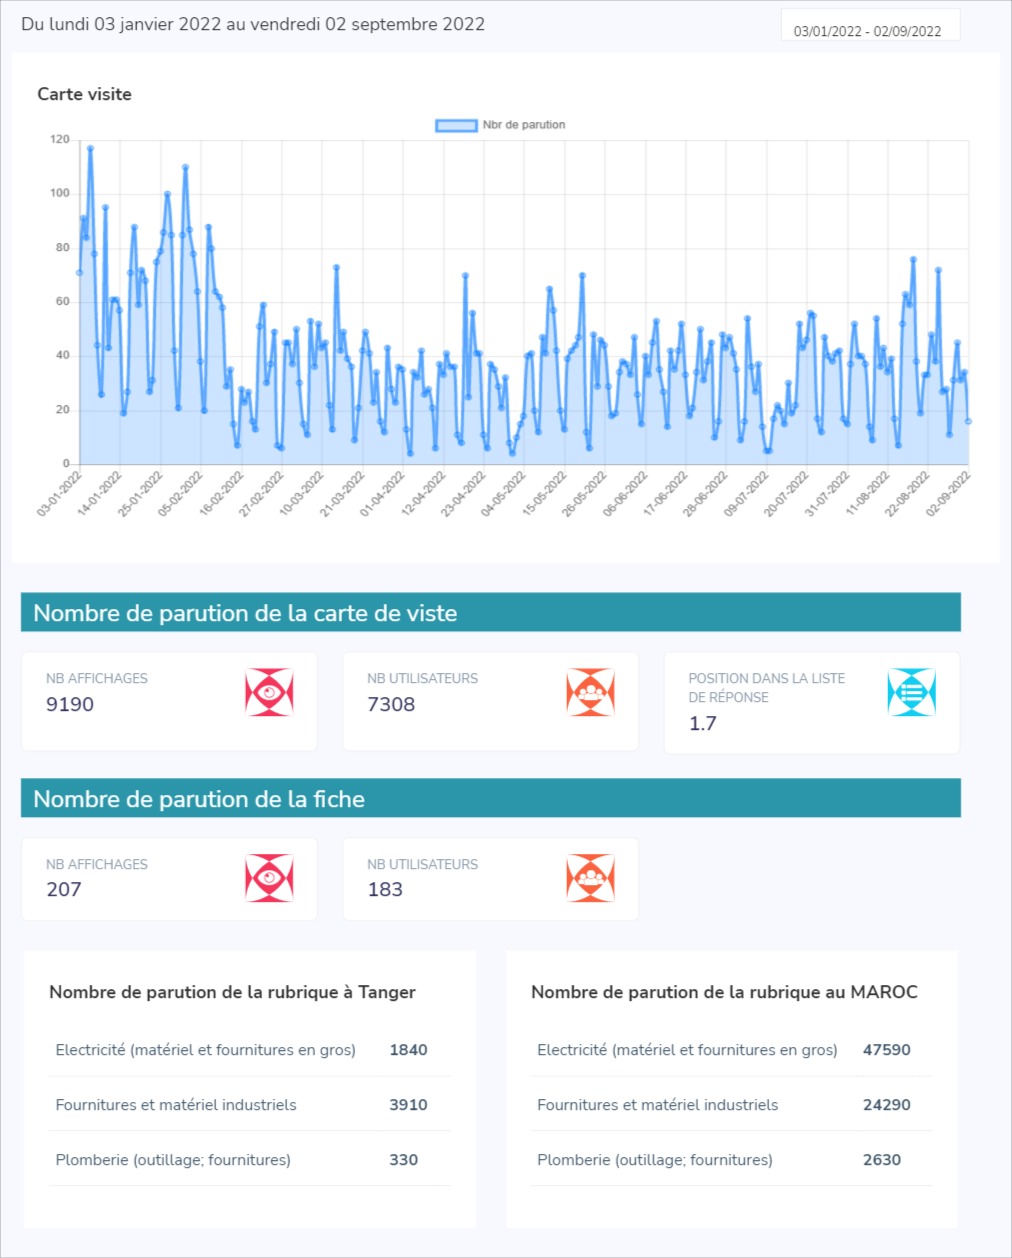 Du lundi 03 janvier 2022 au vendredi 02 septembre 2022
03/01/2022 - 02/09/2022
Carte visite
Nbr de parution
120
100
80
60
40
20
0
03-01-2022
14-01-2022
25-01-2022
05-02-2022
16-02-2022
27-02-2022
10-03-2022
21-03-2022
01-04-2022
12-04-2022
23-04-2022
04-05-2022
15-05-2022
26-05-2022
06-06-2022
17-06-2022
28-06-2022
09-07-2022
20-07-2022
31-07-2022
11-08-2022
22-08-2022
02-09-2022
Nombre de parution de la carte de viste
NB AFFICHAGES
9190
NB UTILISATEURS
7308
POSITION DANS LA LISTE
DE RÉPONSE
1.7
Nombre de parution de la fiche
NB AFFICHAGES
207
NB UTILISATEURS
183
Nombre de parution de la rubrique à Tanger
Electricité (matériel et fournitures en gros) 1840
Fournitures et matériel industriels 3910
Plomberie (outillage; fournitures) 330
Nombre de parution de la rubrique au MAROC
Electricité (matériel et fournitures en gros) 47590
Fournitures et matériel industriels 24290
Plomberie (outillage; fournitures) 2630